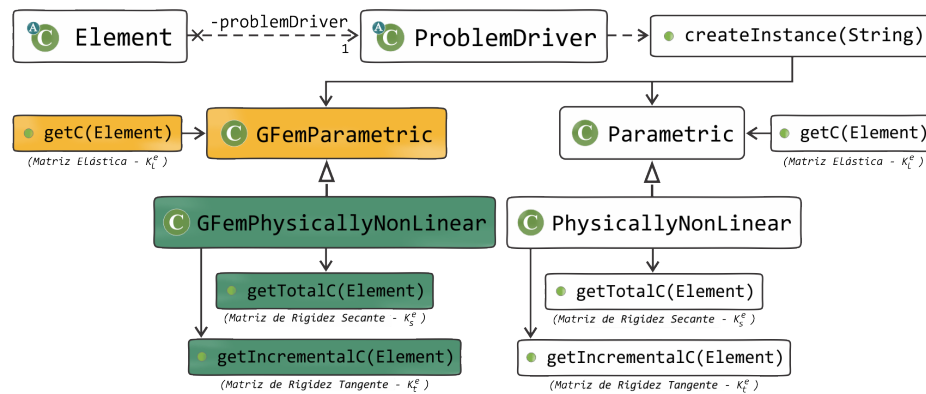 A C Element
-problemDriver
1
A C ProblemDriver
createInstance(String)
getC(Element)
(Matriz Elástica - K_t^e)
C GFemParametric
C Parametric
getC(Element)
(Matriz Elástica - K_t^e)
C GFemPhysicallyNonLinear
C PhysicallyNonLinear
getTotalC(Element)
(Matriz de Rigidez Secante - K_s^e)
getTotalC(Element)
(Matriz de Rigidez Secante - K_s^e)
getIncrementalC(Element)
(Matriz de Rigidez Tangente - K_t^e)
getIncrementalC(Element)
(Matriz de Rigidez Tangente - K_t^e)